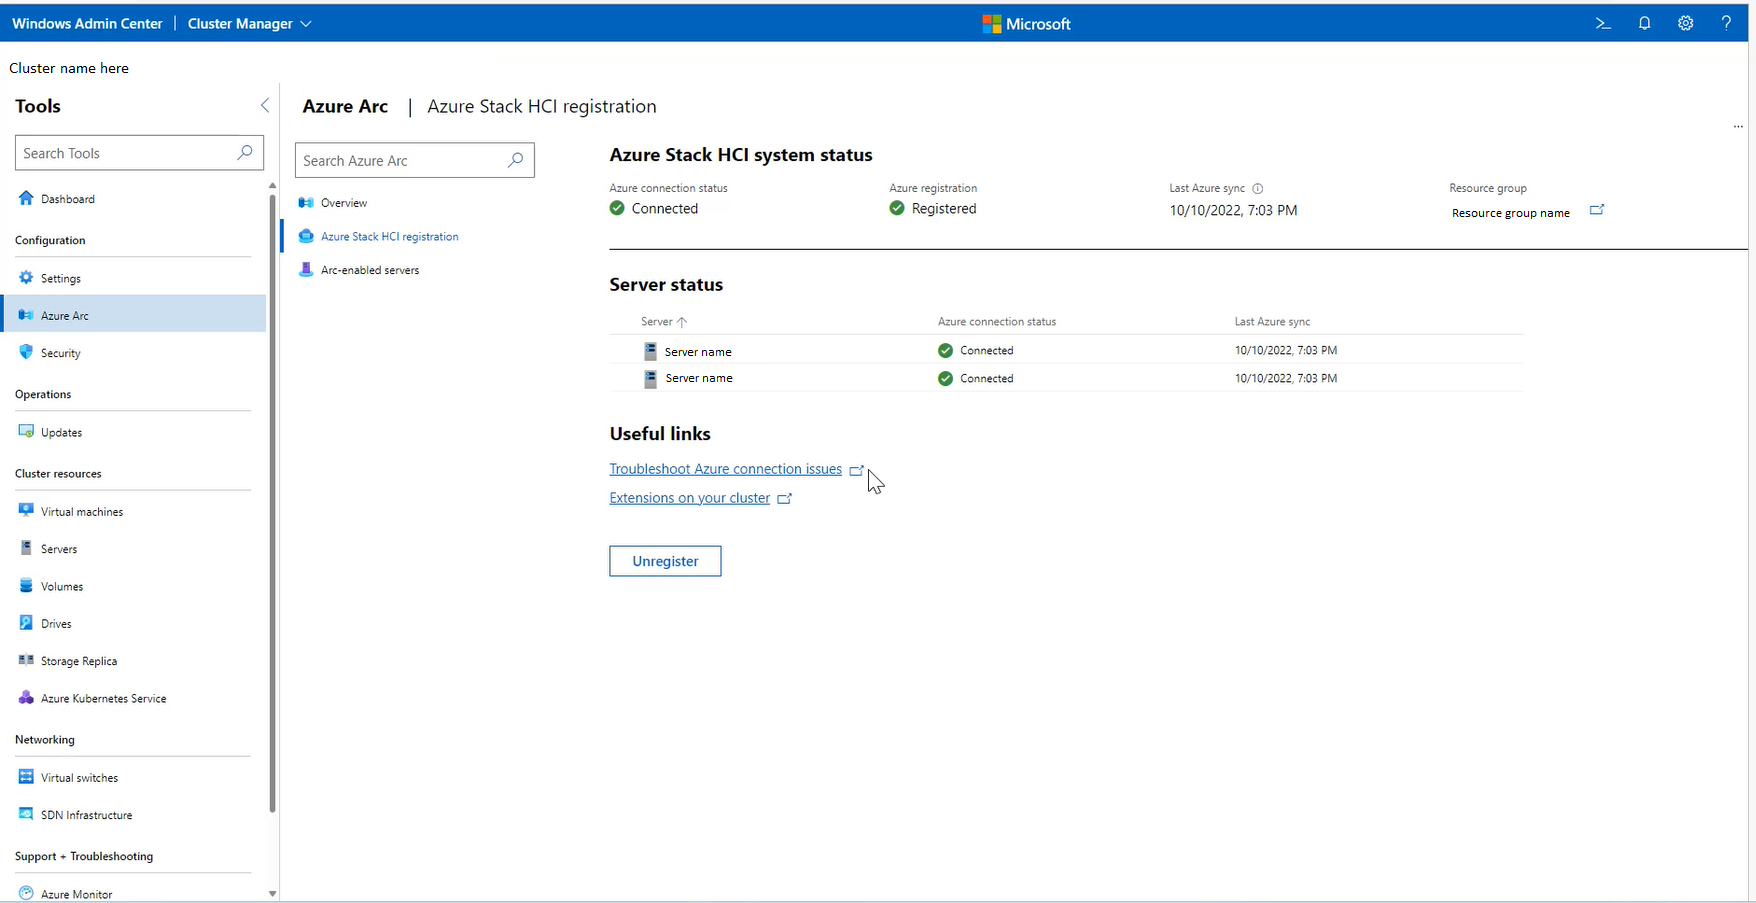 Windows Admin Center | Cluster Manager
Microsoft
?
Cluster name here
Tools
Search Tools
Dashboard
Configuration
Settings
Azure Arc
Security
Operations
Updates
Cluster resources
Virtual machines
Servers
Volumes
Drives
Storage Replica
Azure Kubernetes Service
Networking
Virtual switches
SDN Infrastructure
Support + Troubleshooting
Azure Monitor
Azure Arc | Azure Stack HCI registration
...
Search Azure Arc
Overview
Azure Stack HCI registration
Arc-enabled servers
Azure Stack HCI system status
Azure connection status
Connected
Azure registration
Registered
Last Azure sync
10/10/2022, 7:03 PM
Resource group
Resource group name
Server status
Server Azure connection status Last Azure sync
Server name Connected 10/10/2022, 7:03 PM
Server name Connected 10/10/2022, 7:03 PM
Useful links
Troubleshoot Azure connection issues
Extensions on your cluster
Unregister